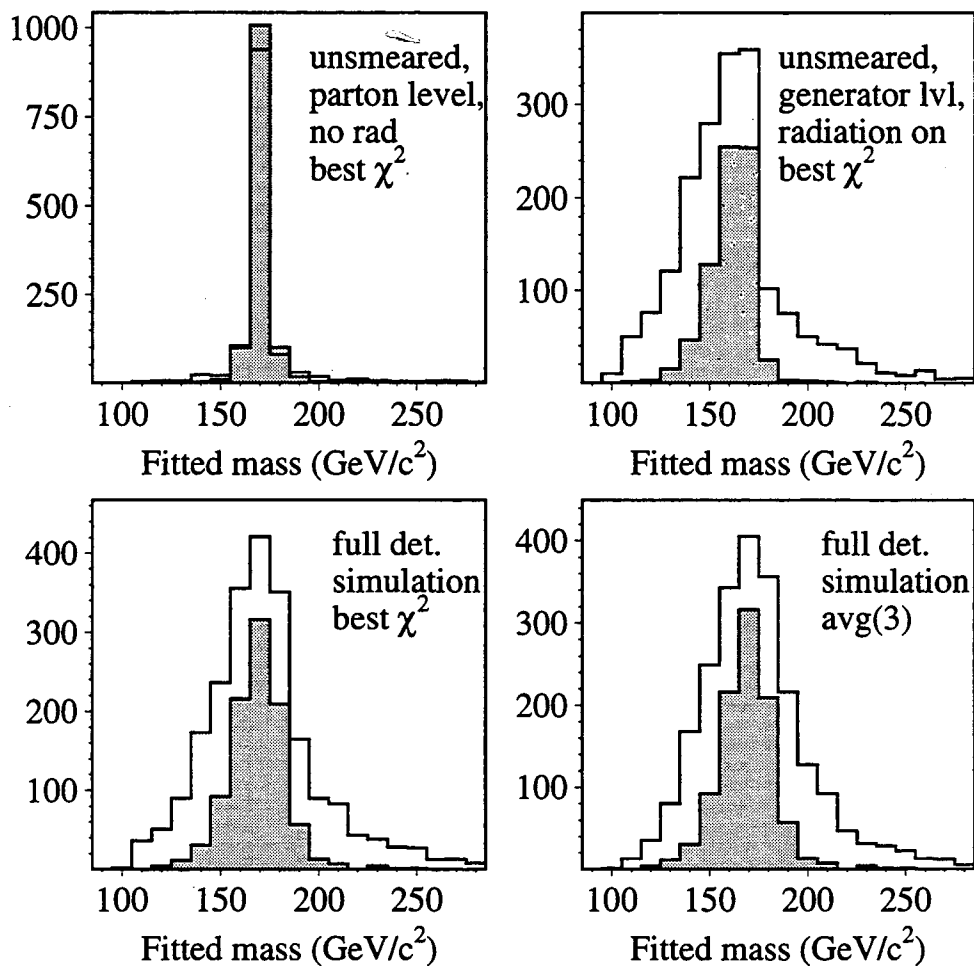 1000
750
500
250
unsmeared,
parton level,
no rad
best χ²
100 150 200 250
Fitted mass (GeV/c²)
300
200
100
unsmeared,
generator lvl,
radiation on
best χ²
100 150 200 250
Fitted mass (GeV/c²)
400
300
200
100
full det.
simulation
best χ²
100 150 200 250
Fitted mass (GeV/c²)
400
300
200
100
full det.
simulation
avg(3)
100 150 200 250
Fitted mass (GeV/c²)